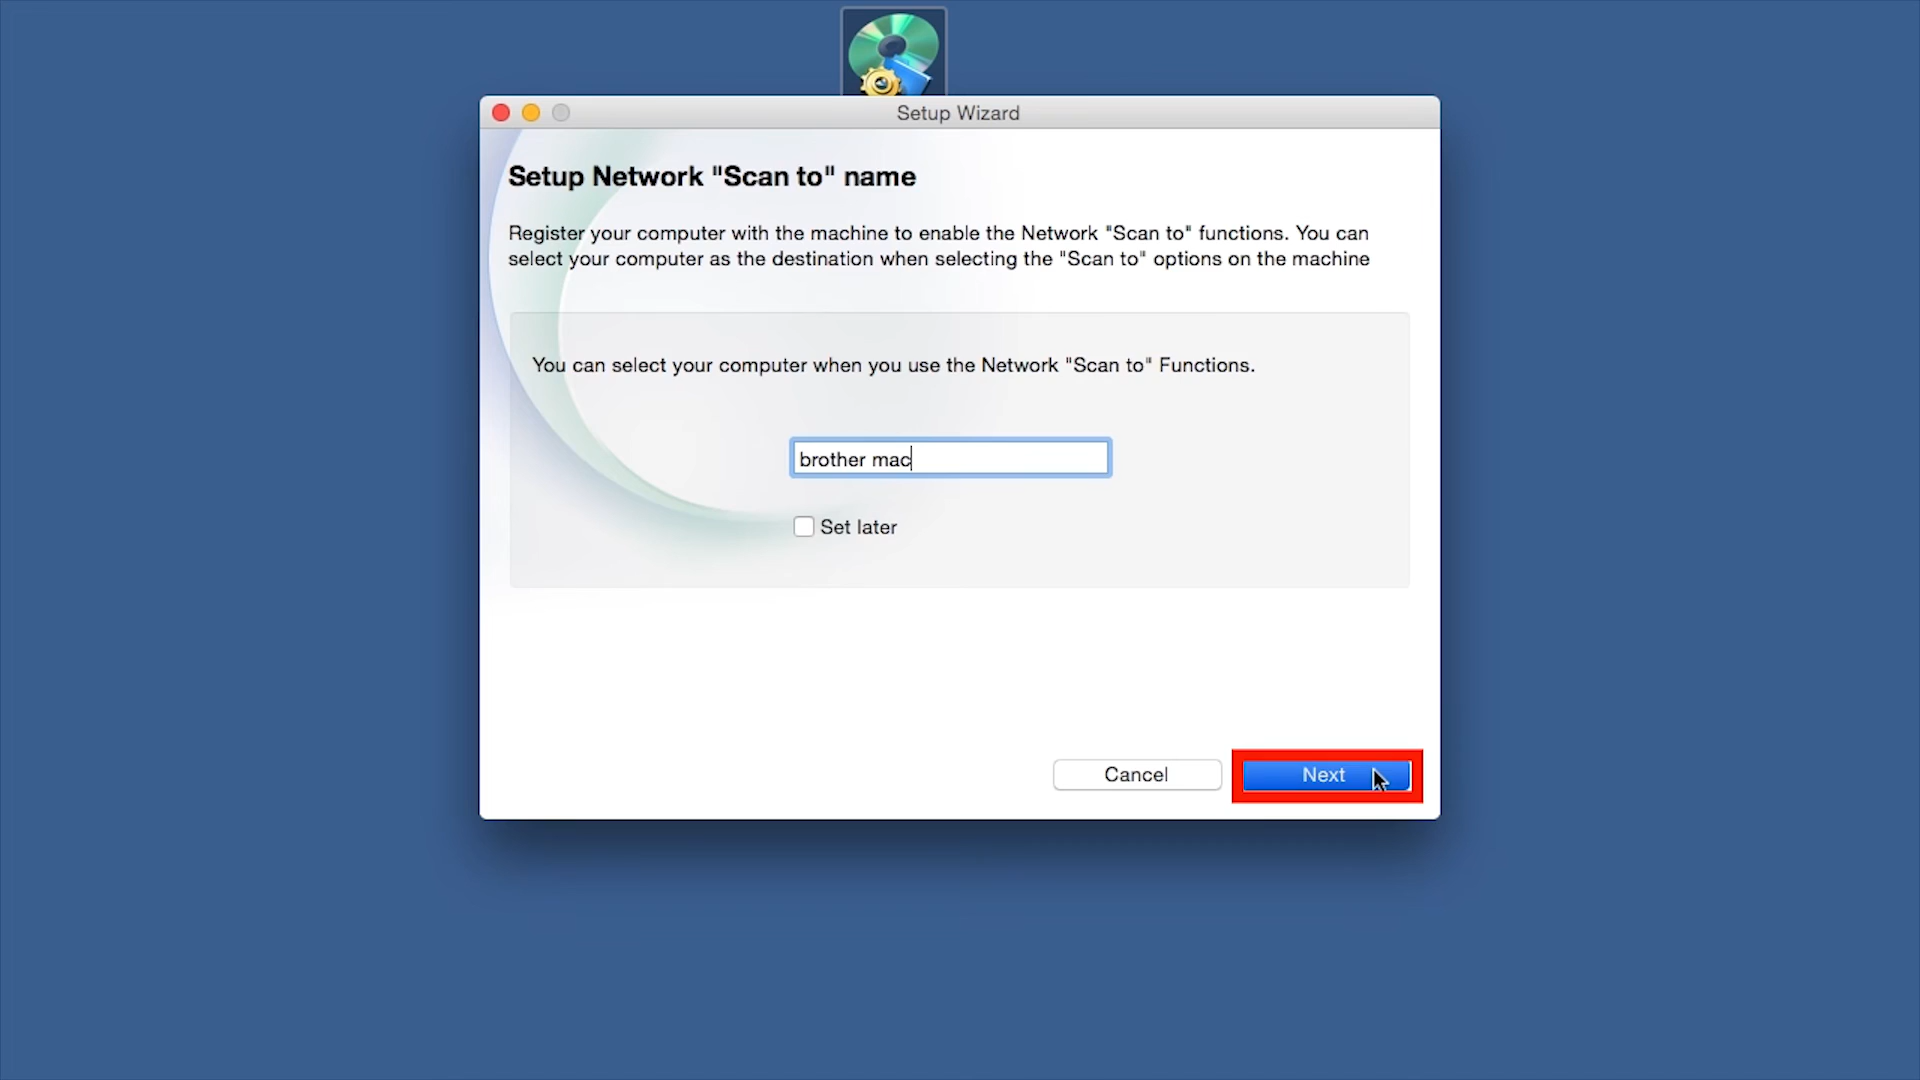 Setup Wizard
Setup Network "Scan to" name
Register your computer with the machine to enable the Network "Scan to" functions. You can
select your computer as the destination when selecting the "Scan to" options on the machine
You can select your computer when you use the Network "Scan to" Functions.
brother mac
Set later
Cancel
Next